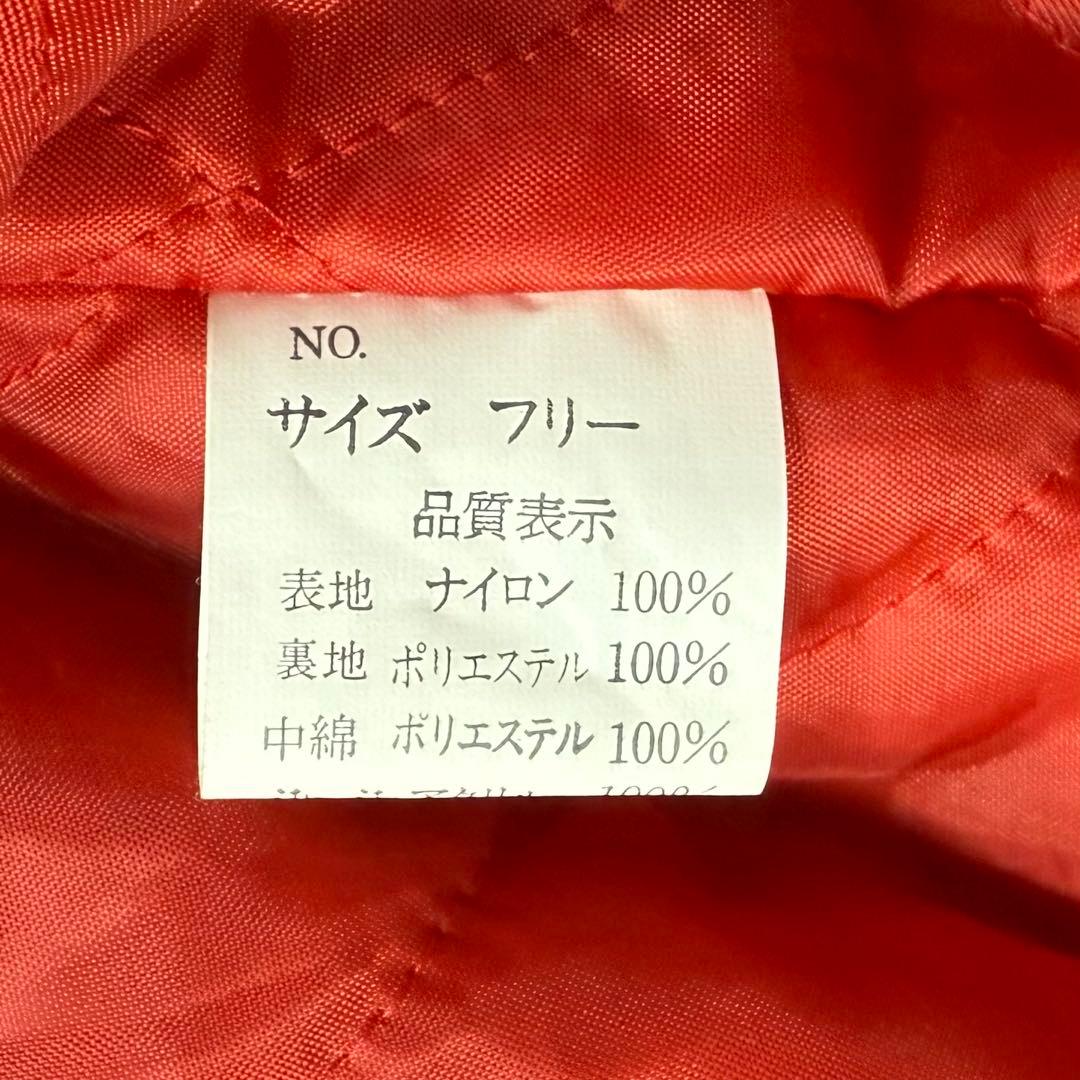 NO.
サイズ フリー
品質表示
表地 ナイロン 100%
裏地 ポリエステル 100%
中綿 ポリエステル 100%